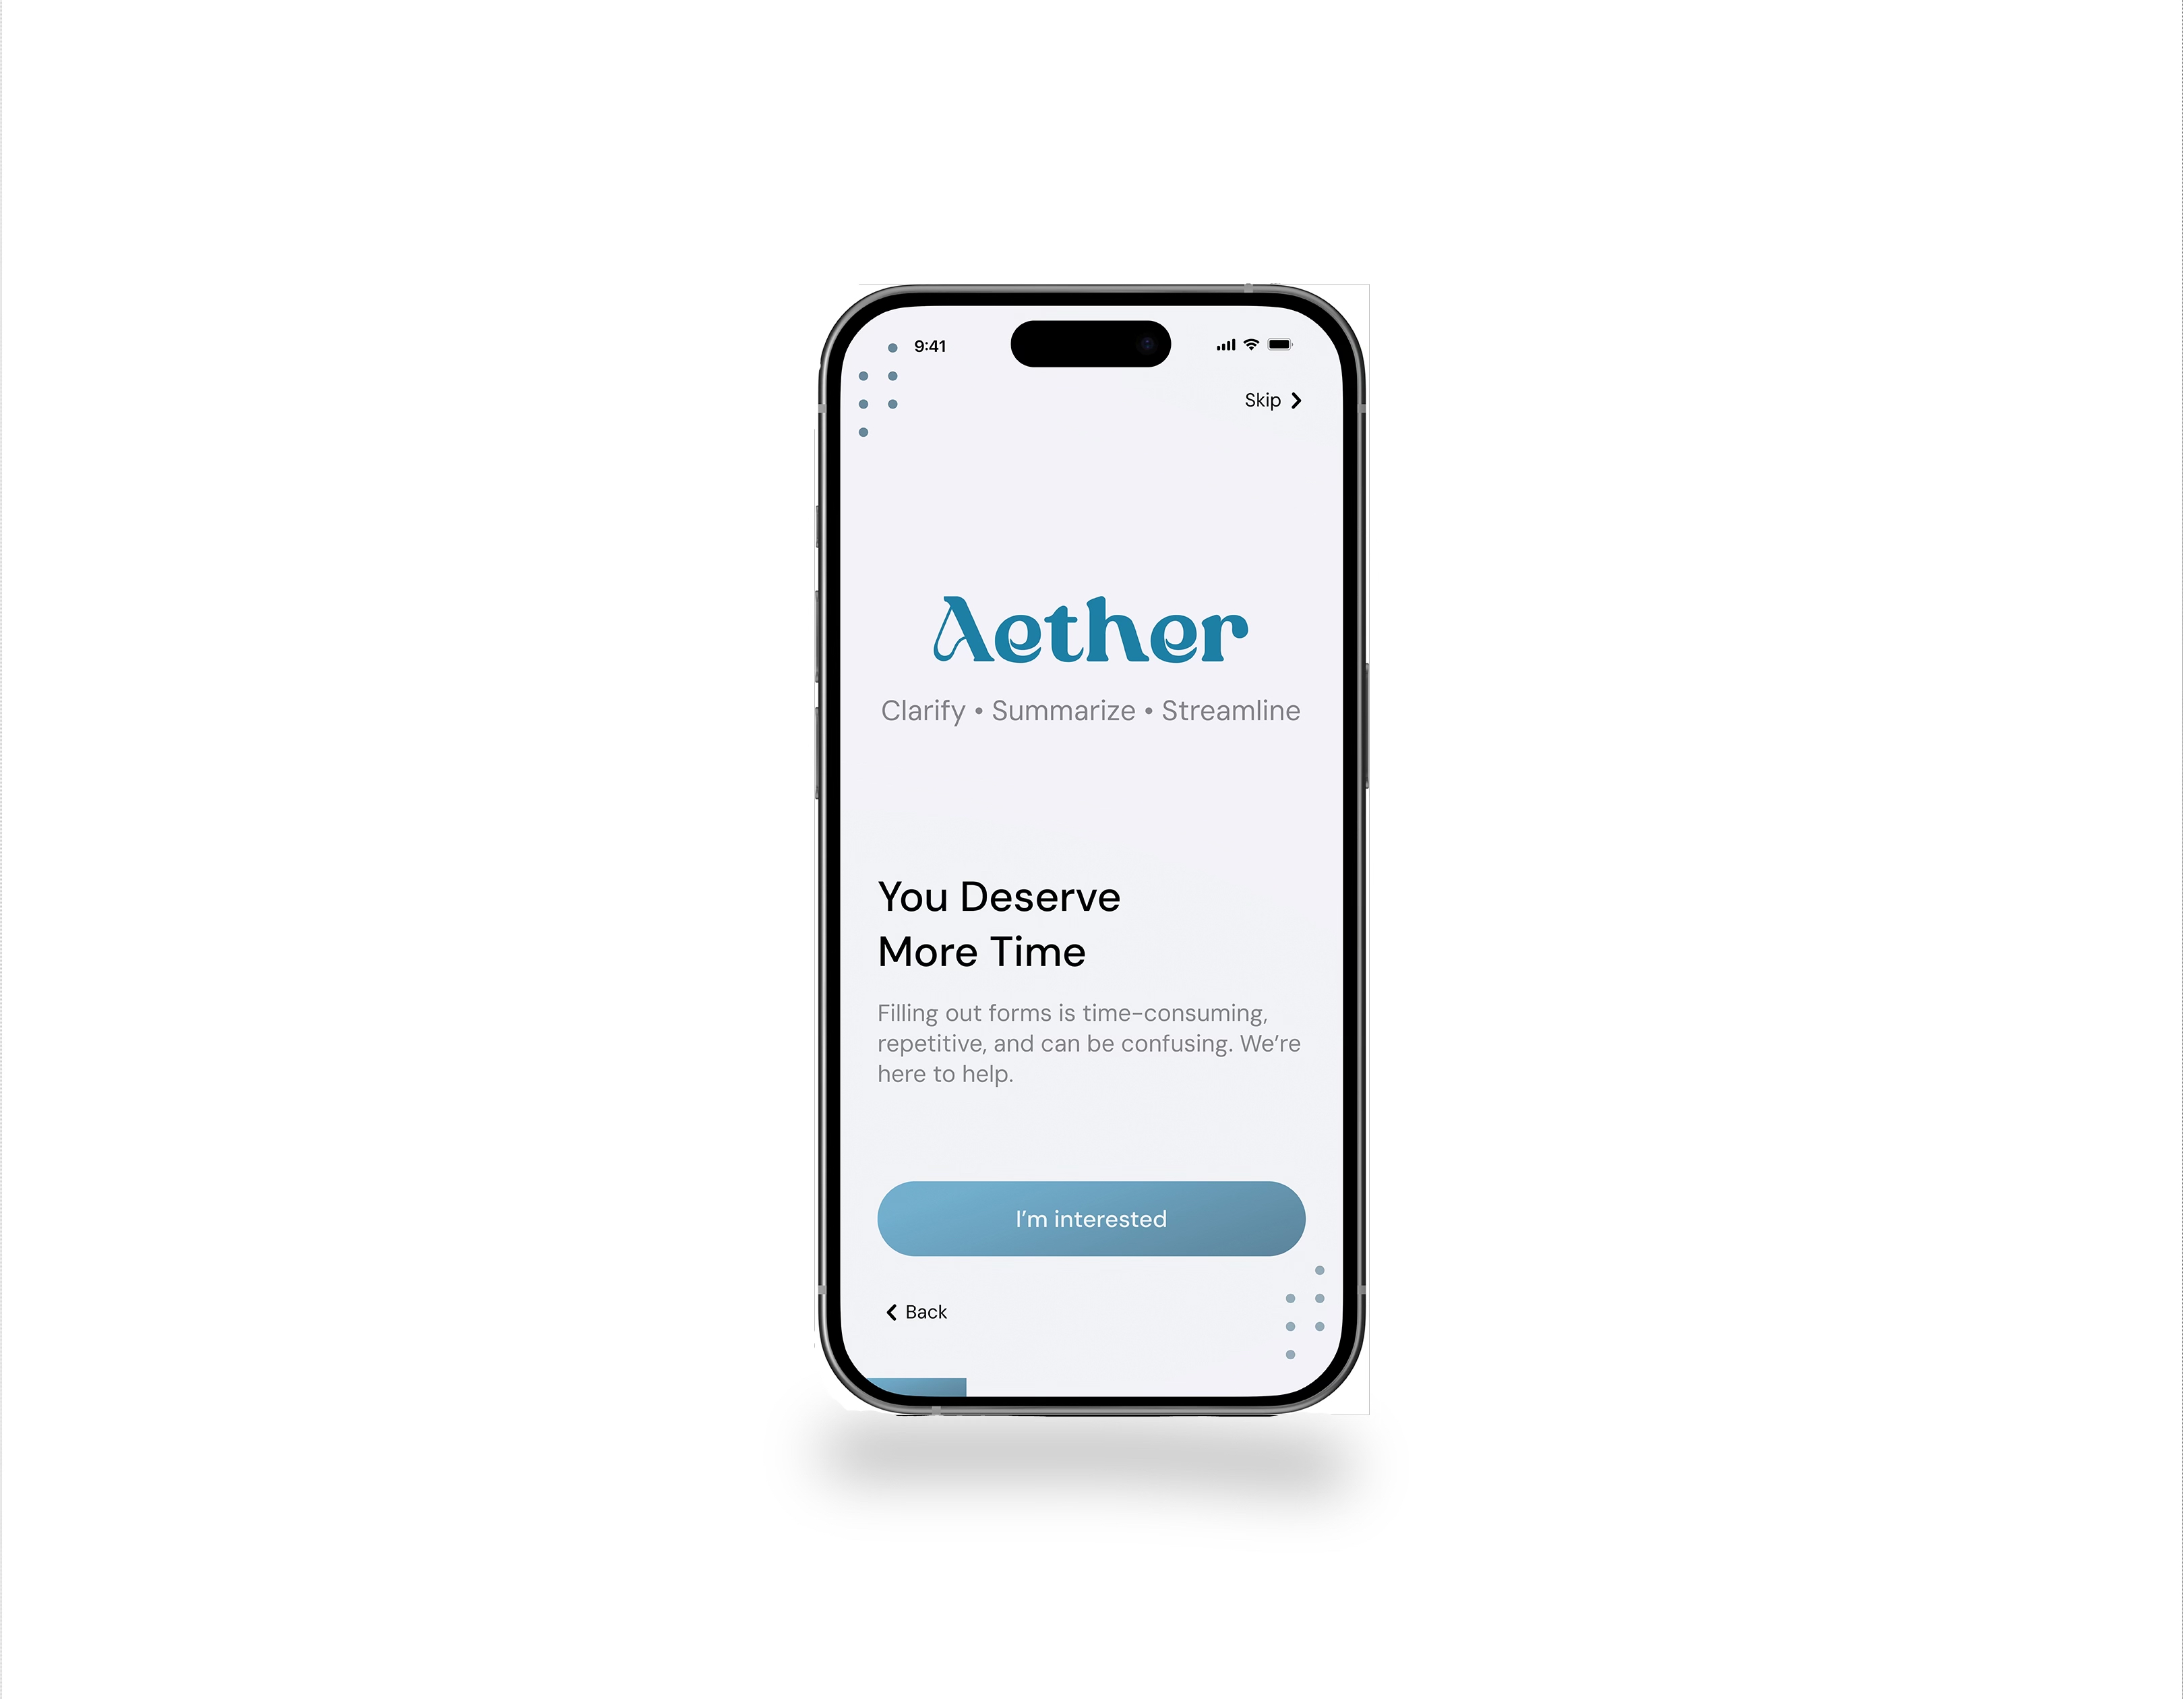 9:41
Skip
Aether
Clarify • Summarize • Streamline
You Deserve
More Time
Filling out forms is time-consuming,
repetitive, and can be confusing. We’re
here to help.
I’m interested
Back